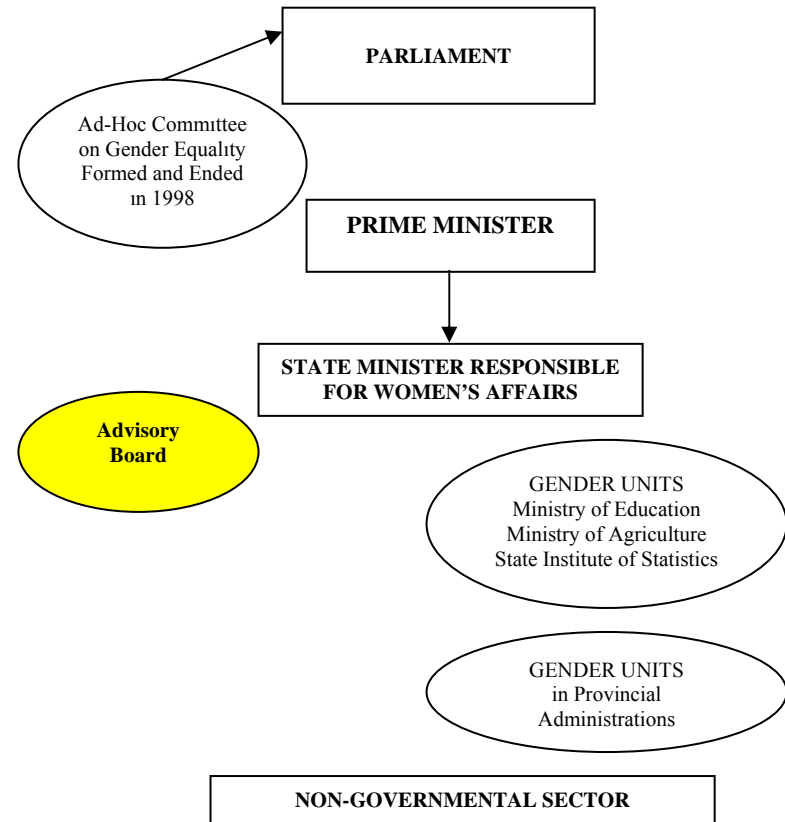 PARLIAMENT
Ad-Hoc Commıttee
on Gender Equality
Formed and Ended
ın 1998
PRIME MINISTER
STATE MINISTER RESPONSIBLE
FOR WOMEN’S AFFAIRS
Advisory
Board
GENDER UNITS
Ministry of Education
Ministry of Agriculture
State Institute of Statistics
GENDER UNITS
in Provincial
Administrations
NON-GOVERNMENTAL SECTOR